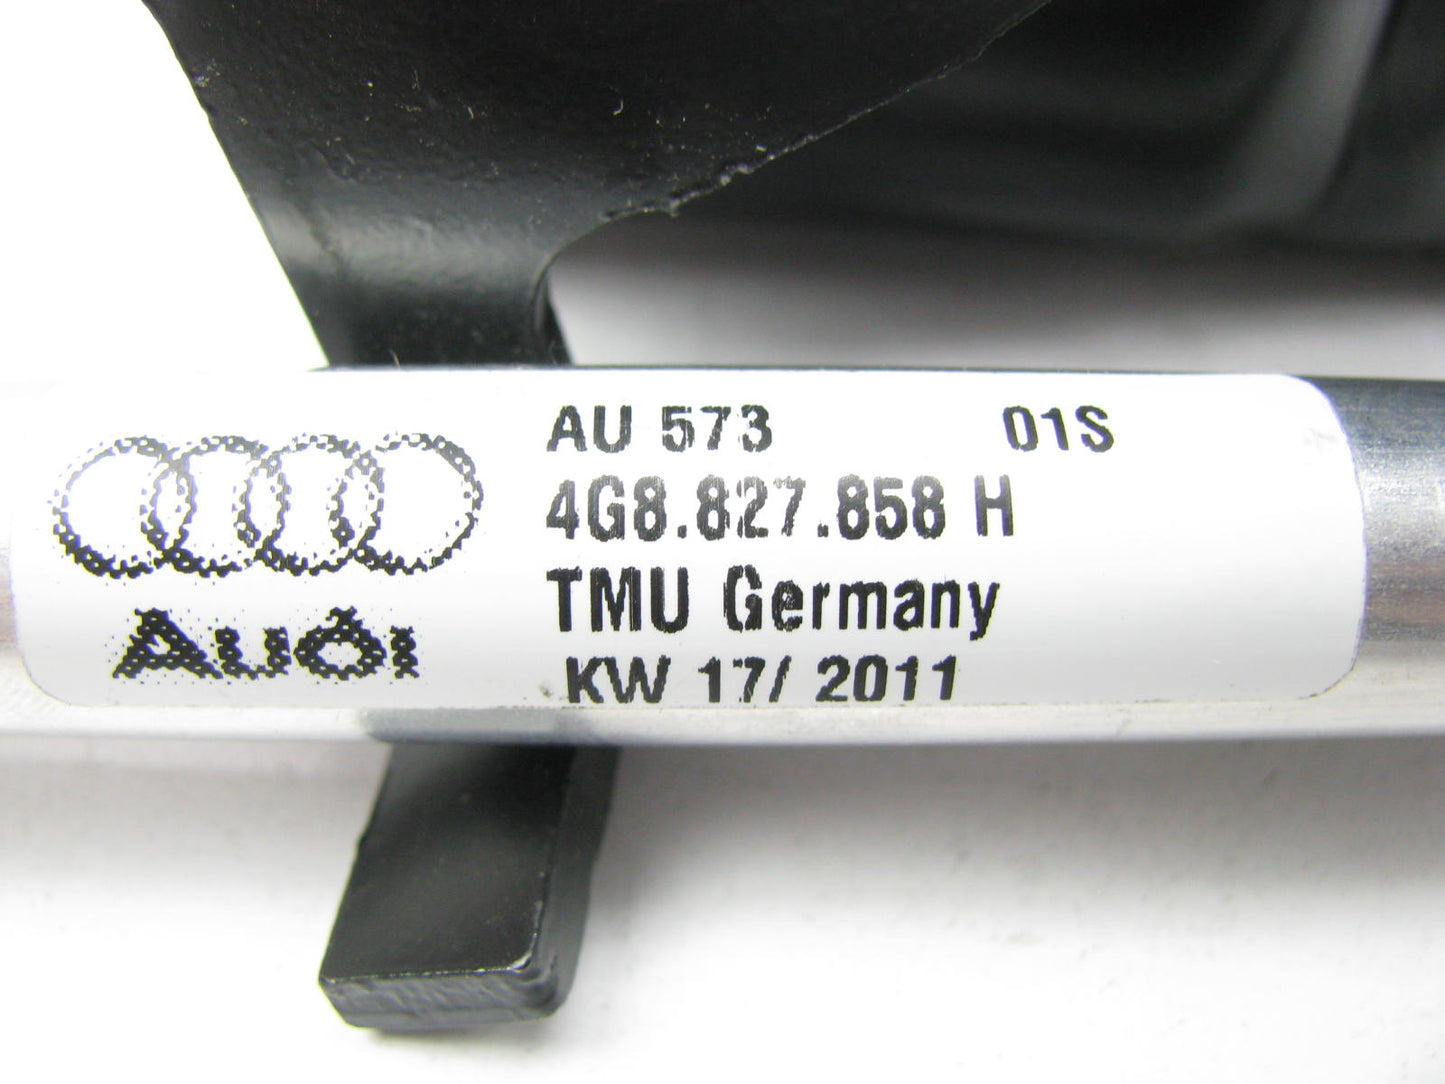 AU 573 01S
4G8.827.858 H
TMU Germany
KW 17/ 2011
Audi